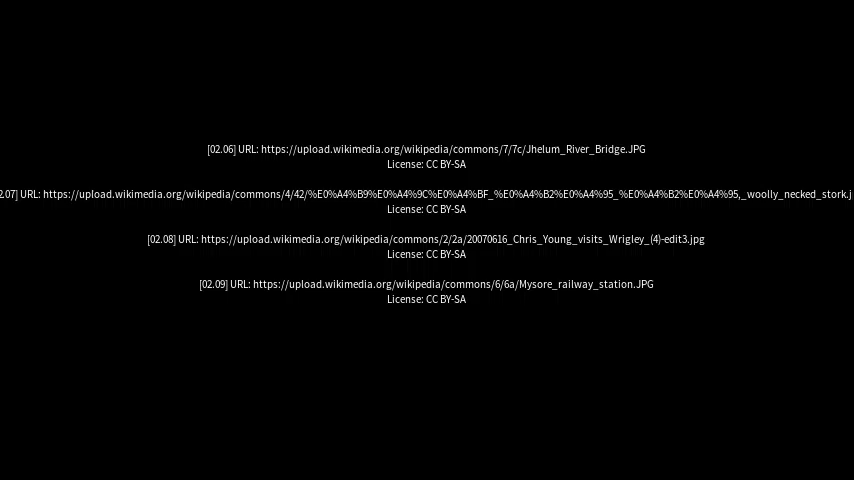 [02.06] URL: https://upload.wikimedia.org/wikipedia/commons/7/7c/Jhelum_River_Bridge.JPG
License: CC BY-SA
2.07] URL: https://upload.wikimedia.org/wikipedia/commons/4/42/%E0%A4%B9%E0%A4%9C%E0%A4%BF_%E0%A4%B2%E0%A4%95_%E0%A4%B2%E0%A4%95,_woolly_necked_stork.j
License: CC BY-SA
[02.08] URL: https://upload.wikimedia.org/wikipedia/commons/2/2a/20070616_Chris_Young_visits_Wrigley_(4)-edit3.jpg
License: CC BY-SA
[02.09] URL: https://upload.wikimedia.org/wikipedia/commons/6/6a/Mysore_railway_station.JPG
License: CC BY-SA